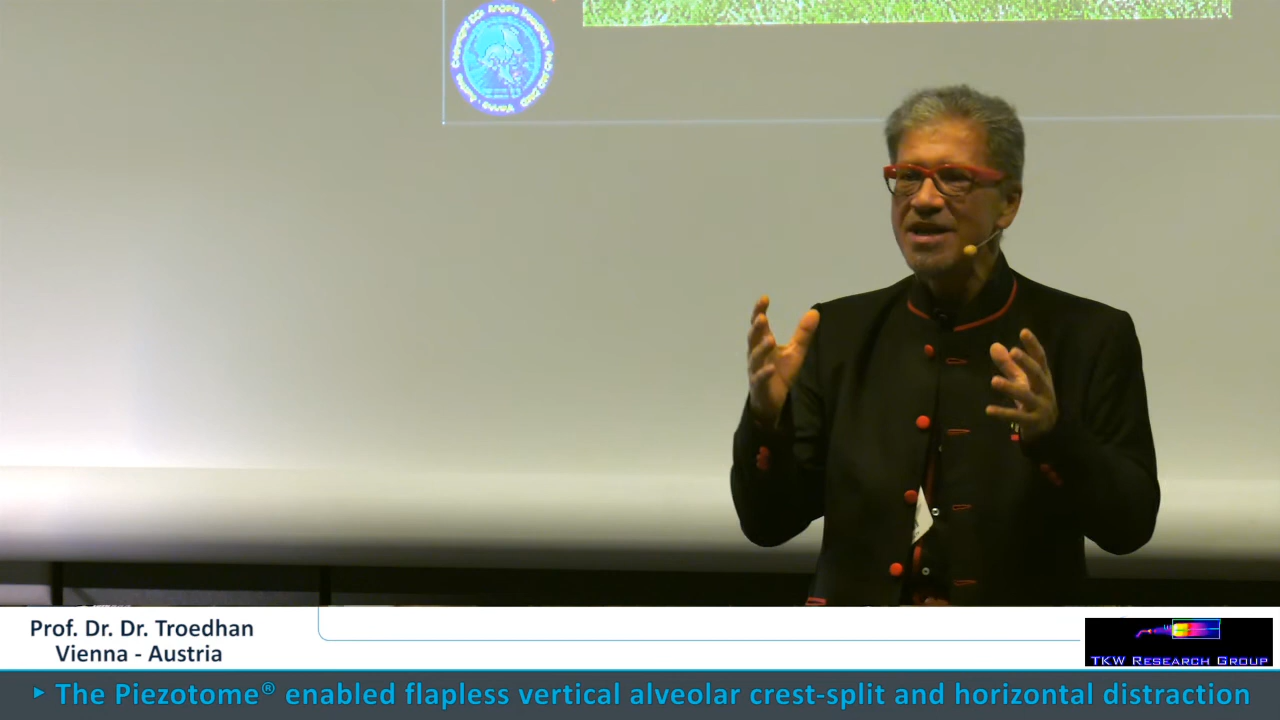 Prof. Dr. Dr. Troedhan
Vienna - Austria
TKW Research Group
The Piezotome® enabled flapless vertical alveolar crest-split and horizontal distraction